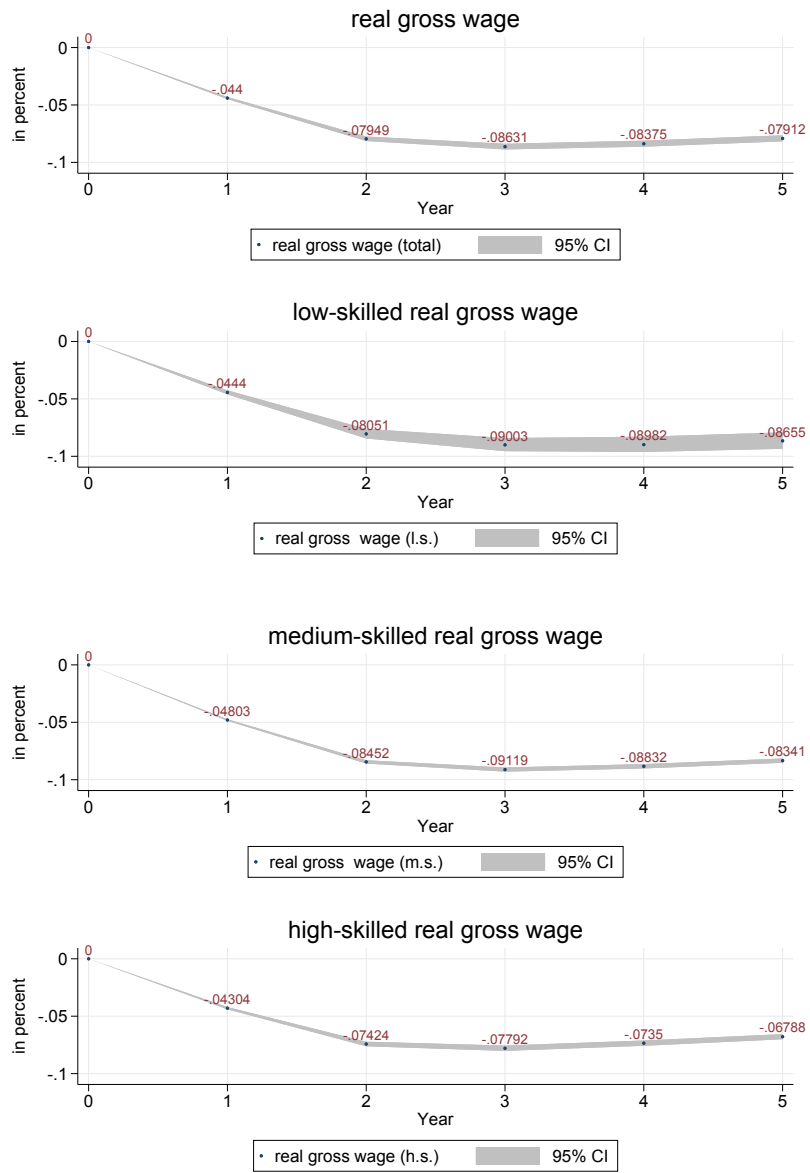 real gross wage
0
-.044
-.07949
-.08631
-.08375
-.07912
0
-.05
-.1
in percent
0 1 2 3 4 5
Year
real gross wage (total) 95% CI
low-skilled real gross wage
0
-.0444
-.08051
-.09003
-.08982
-.08655
0
-.05
-.1
in percent
0 1 2 3 4 5
Year
real gross wage (l.s.) 95% CI
medium-skilled real gross wage
0
-.04803
-.08452
-.09119
-.08832
-.08341
0
-.05
-.1
in percent
0 1 2 3 4 5
Year
real gross wage (m.s.) 95% CI
high-skilled real gross wage
0
-.04304
-.07424
-.07792
-.0735
-.06788
0
-.05
-.1
in percent
0 1 2 3 4 5
Year
real gross wage (h.s.) 95% CI